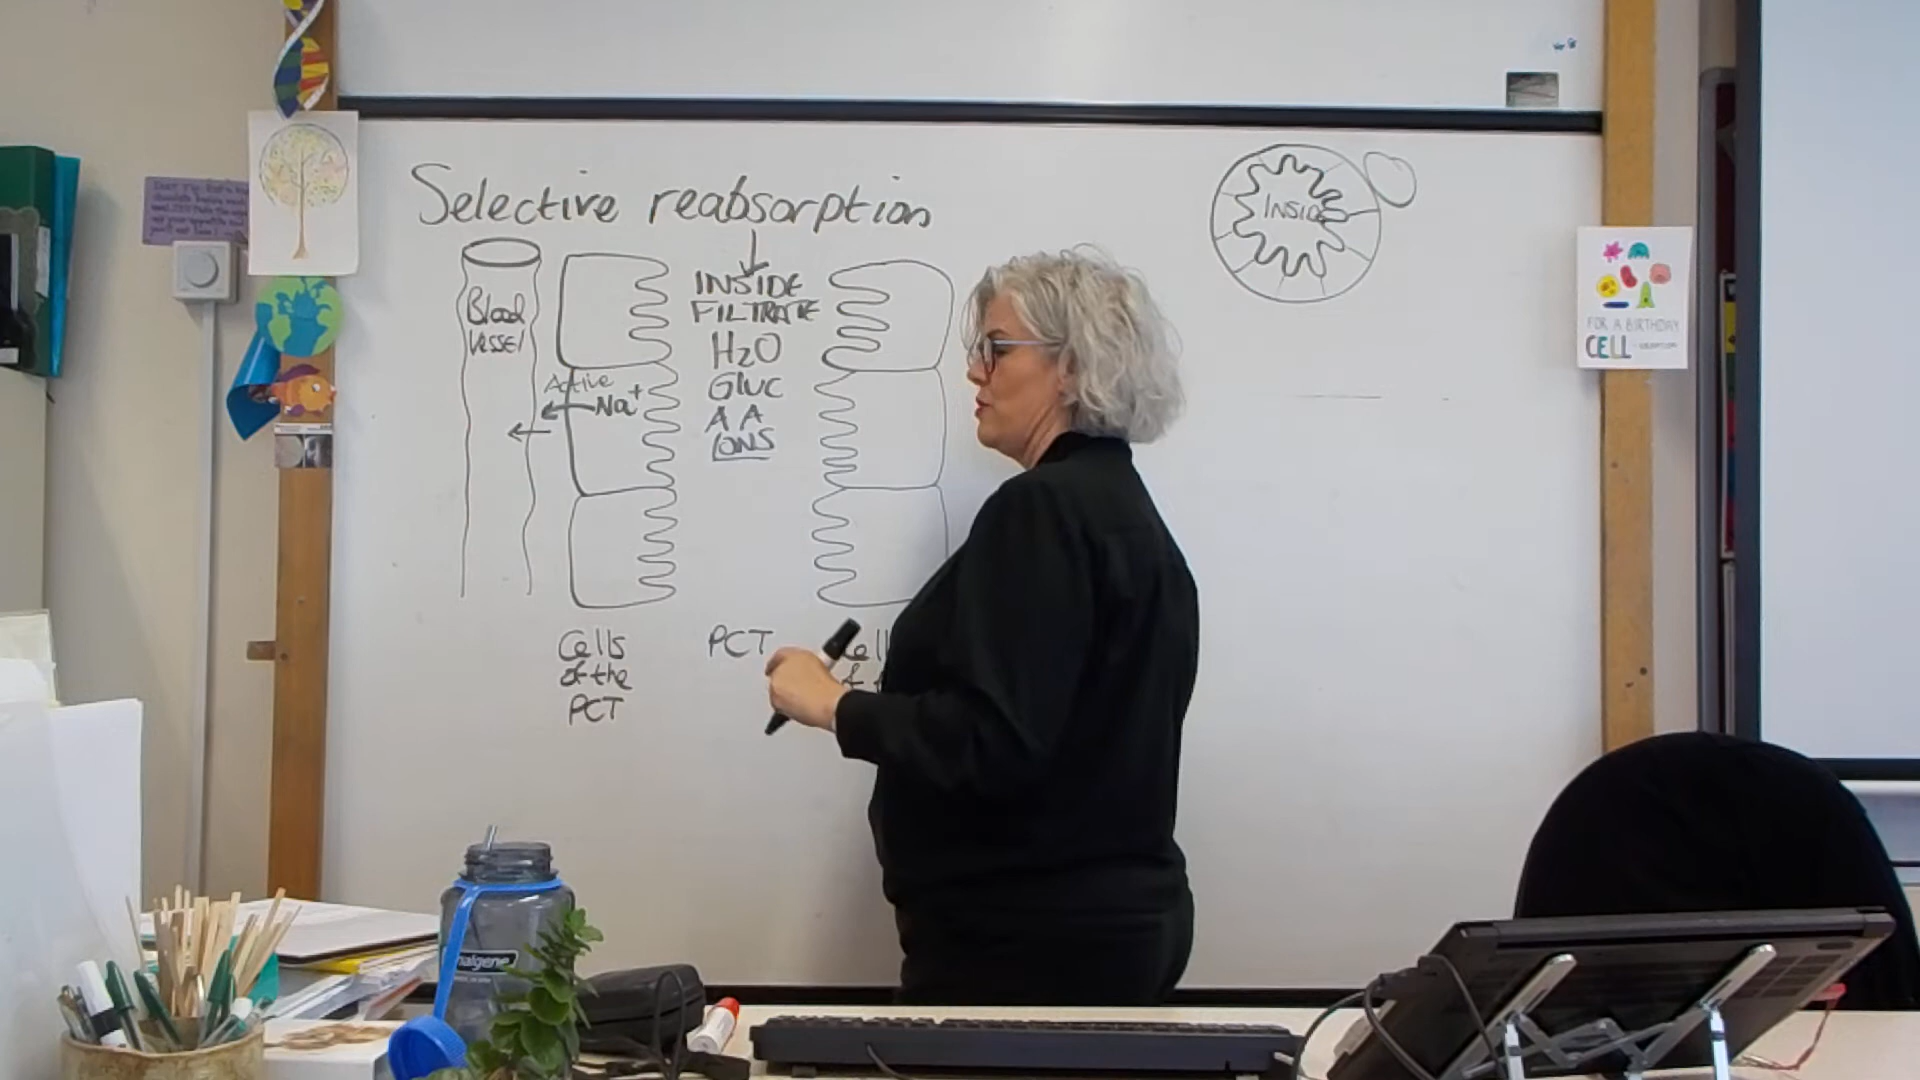 Selective reabsorption
Blood
Vessel
INSIDE
FILTRATE
H2O
Gluc
A A
IONS
Active
Na+
Cells
of the
PCT
PCT
INSIDE
FOR A BIRTHDAY
CELL
nalgene